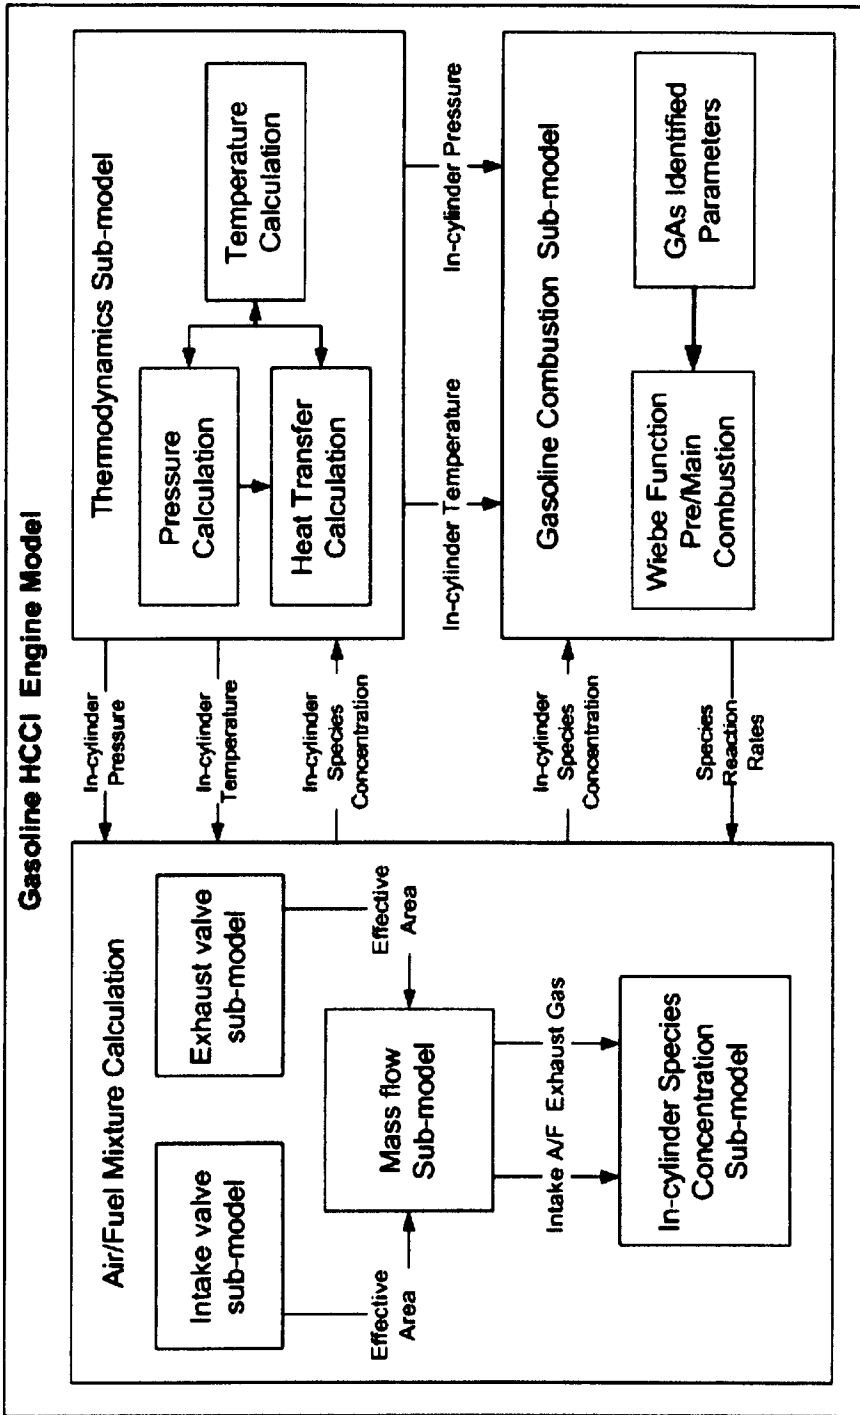 Gasoline HCCI Engine Model
Air/Fuel Mixture Calculation
Intake valve
sub-model
Exhaust valve
sub-model
Effective
Area
Effective
Area
Mass flow
Sub-model
Intake A/F
Exhaust Gas
In-cylinder Species
Concentration
Sub-model
In-cylinder
Pressure
In-cylinder
Temperature
In-cylinder
Species
Concentration
In-cylinder
Species
Concentration
Species
Reaction
Rates
Thermodynamics Sub-model
Pressure
Calculation
Temperature
Calculation
Heat Transfer
Calculation
In-cylinder Temperature
In-cylinder Pressure
Gasoline Combustion Sub-model
Wiebe Function
Pre/Main
Combustion
GAs Identified
Parameters